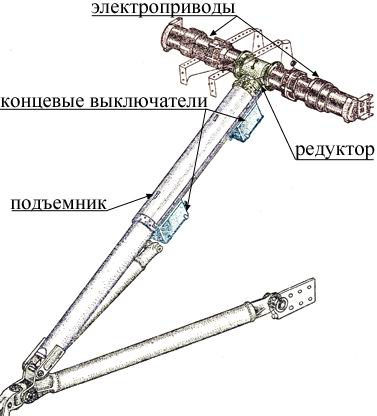 электроприводы
концевые выключатели
редуктор
подъемник